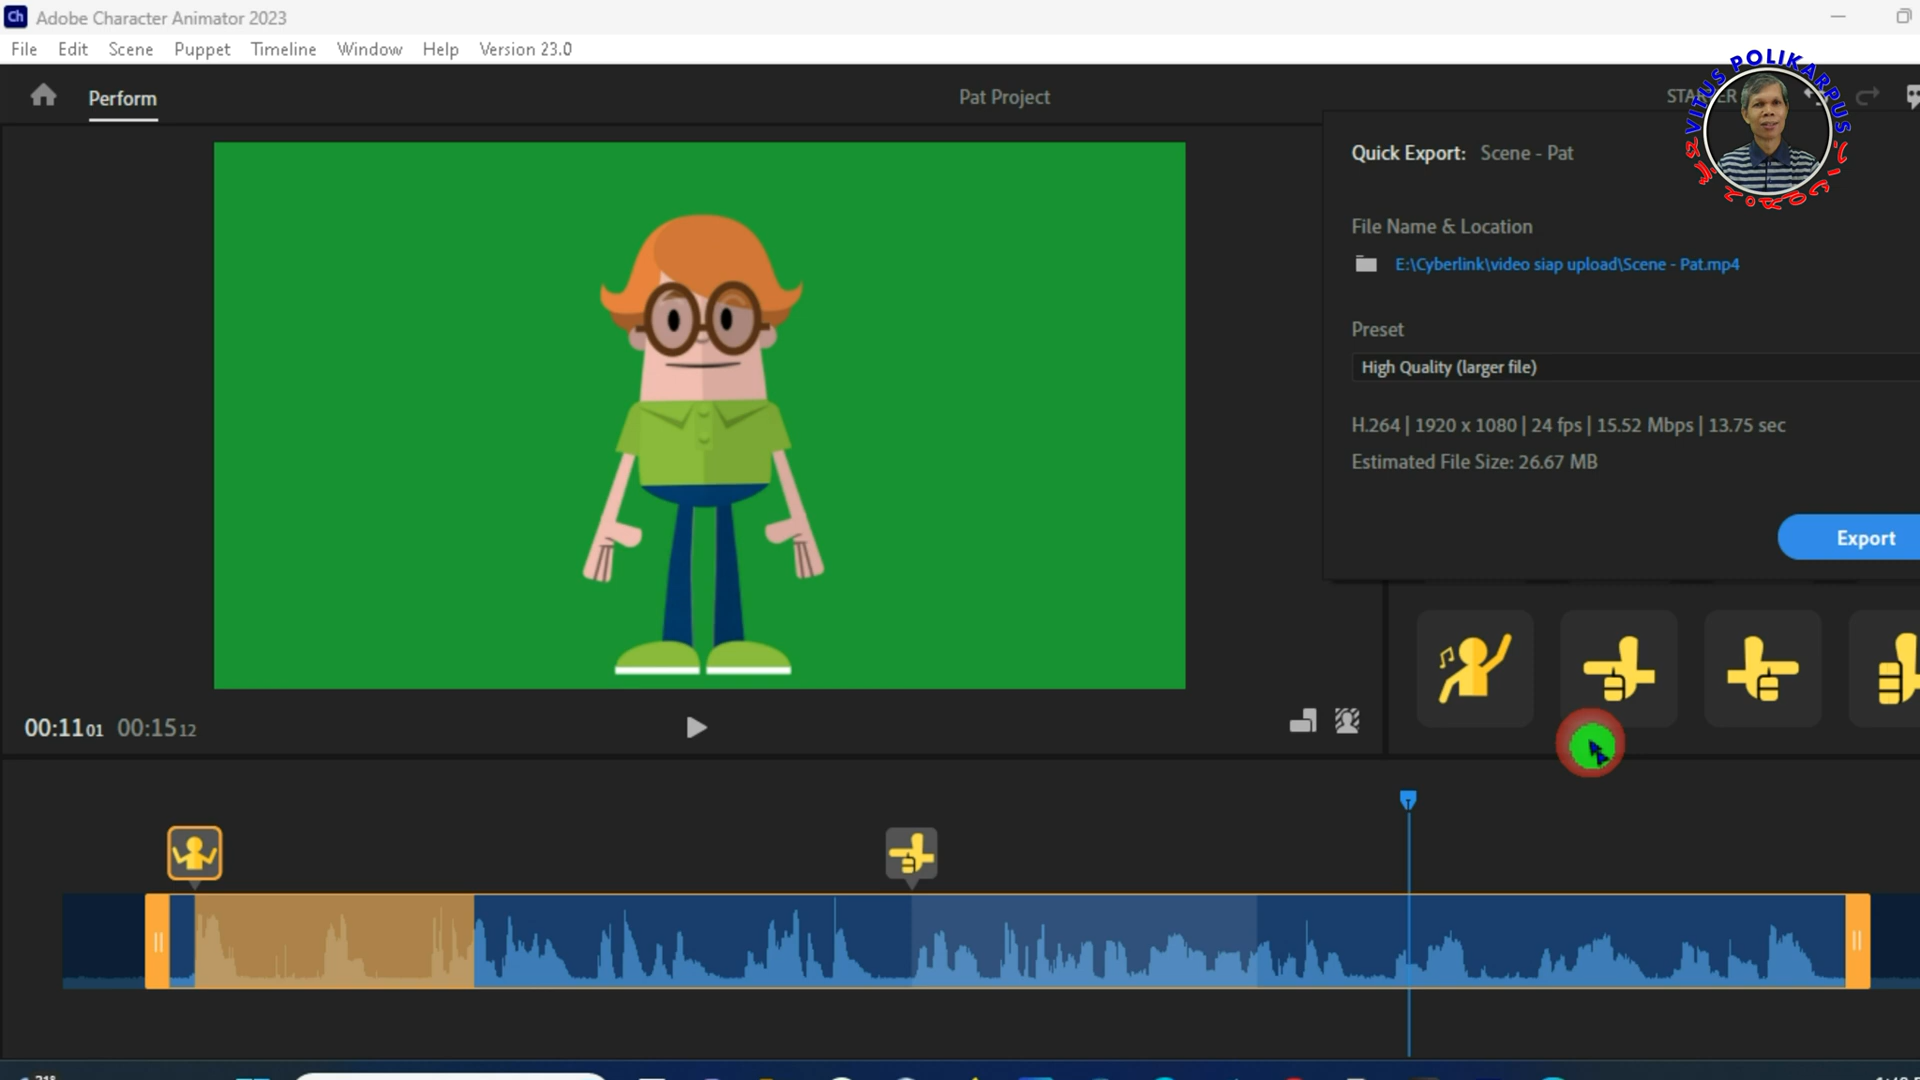 Ch Adobe Character Animator 2023
File Edit Scene Puppet Timeline Window Help Version 23.0
Perform
Pat Project
VITUS POLIKARPUS
Quick Export: Scene - Pat
File Name & Location
E:\Cyberlink\video siap upload\Scene - Pat.mp4
Preset
High Quality (larger file)
H.264 | 1920 x 1080 | 24 fps | 15.52 Mbps | 13.75 sec
Estimated File Size: 26.67 MB
Export
00:11 01 00:15 12